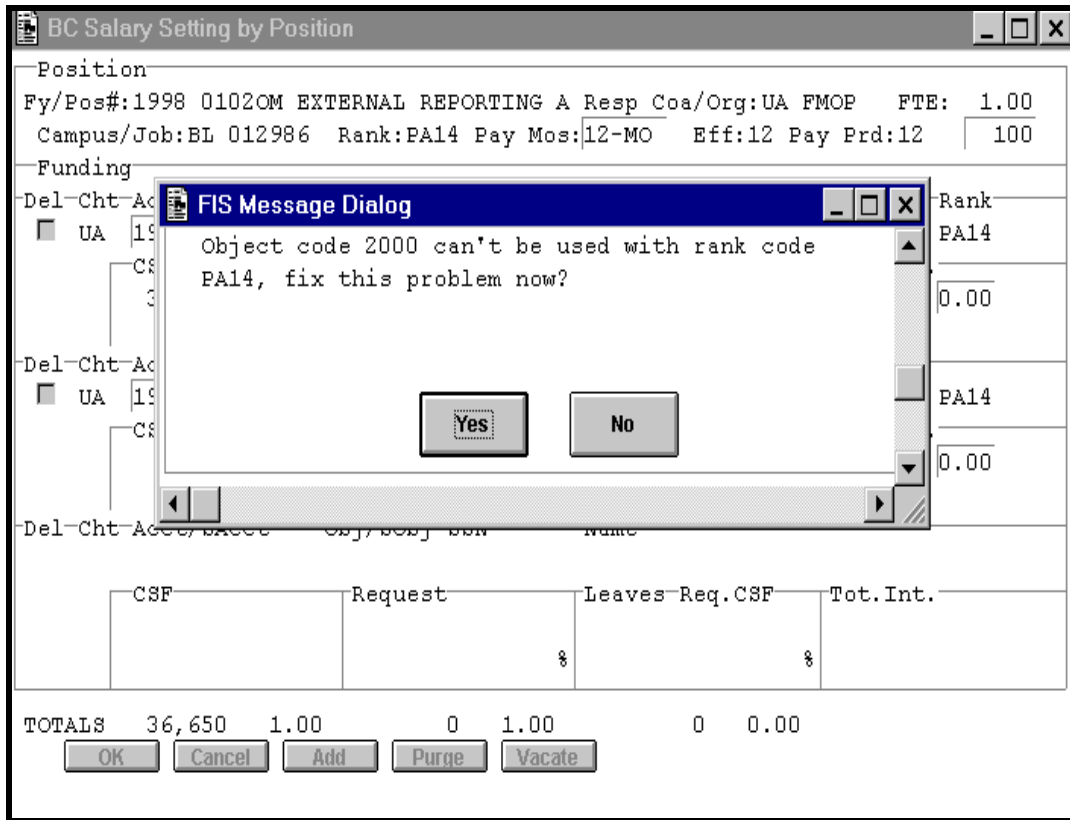 BC Salary Setting by Position
Position
Fy/Pos#:1998 0102OM EXTERNAL REPORTING A Resp Coa/Org:UA FMOP FTE: 1.00
Campus/Job:BL 012986 Rank:PA14 Pay Mos:12-MO Eff:12 Pay Prd:12 100
Funding
Del Cht Rank
UA PA14
0.00
FIS Message Dialog
Object code 2000 can't be used with rank code
PA14, fix this problem now?
Yes No
Del Cht
UA PA14
0.00
Del Cht Acct/SAcct Obj/SObj SSN Name
CSF Request Leaves Req.CSF Tot.Int.
% %
TOTALS 36,650 1.00 0 1.00 0 0.00
OK Cancel Add Purge Vacate